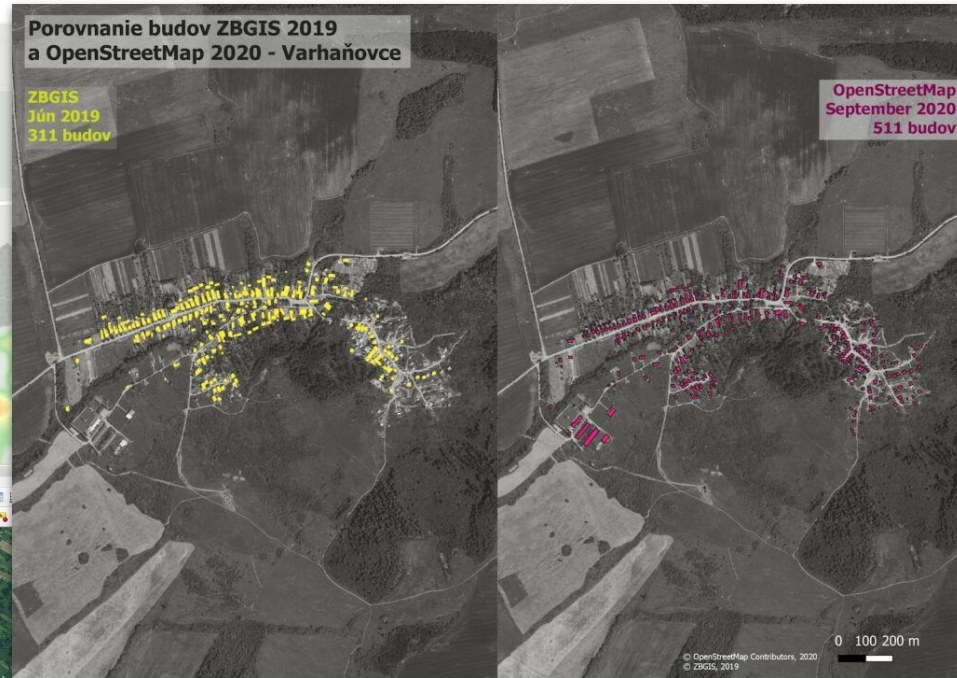 Porovnanie budov ZBGIS 2019
a OpenStreetMap 2020 - Varhaňovce
ZBGIS
Jún 2019
311 budov
OpenStreetMap
September 2020
511 budov
0 100 200 m
© OpenStreetMap Contributors, 2020
© ZBGIS, 2019